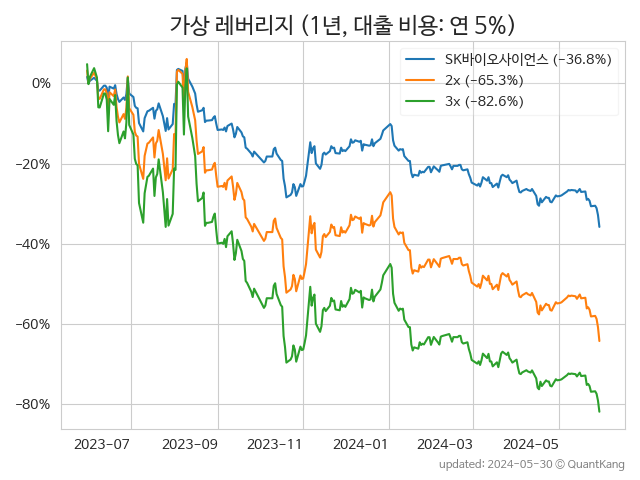 가상 레버리지 (1년, 대출 비용: 연 5%)
SK바이오사이언스 (−36.8%)
2x (−65.3%)
3x (−82.6%)
0%
−20%
−40%
−60%
−80%
2023−07 2023−09 2023−11 2024−01 2024−03 2024−05
updated: 2024-05-30 ⓒ QuantKang